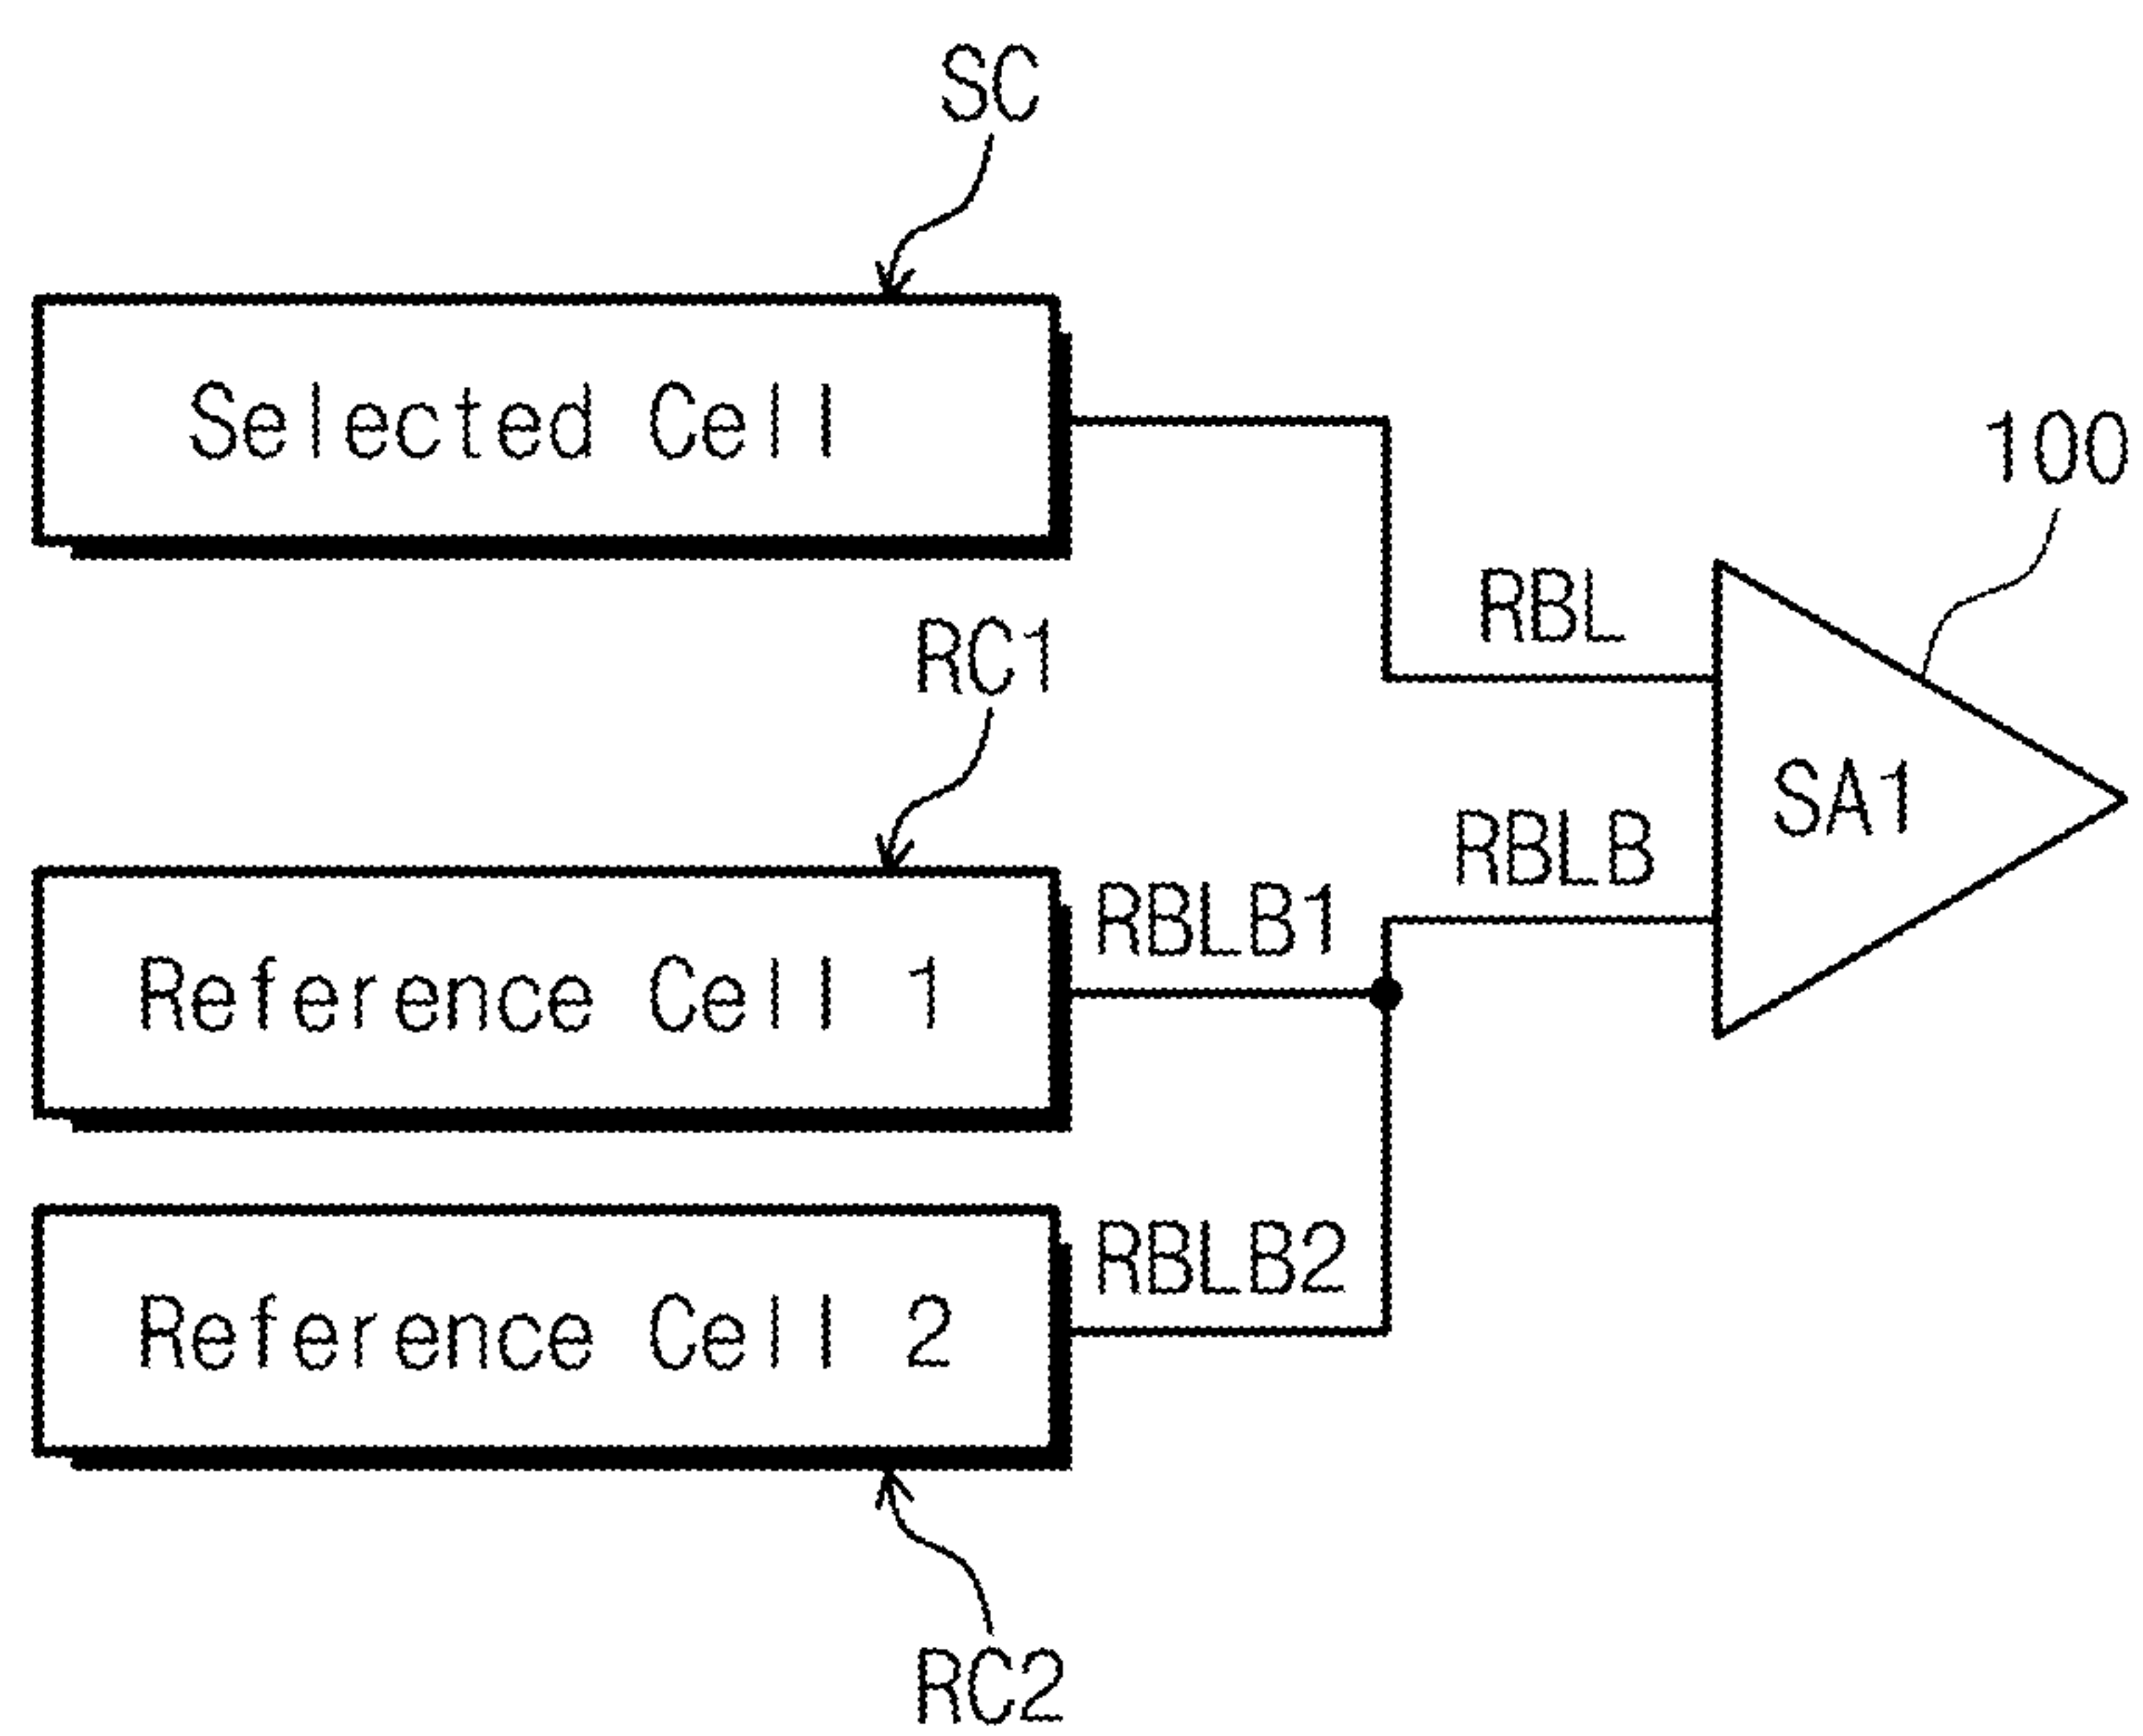 SC
Selected Cell
100
RBL
RC1
SA1
RBLB
RBLB1
Reference Cell 1
RBLB2
Reference Cell 2
RC2